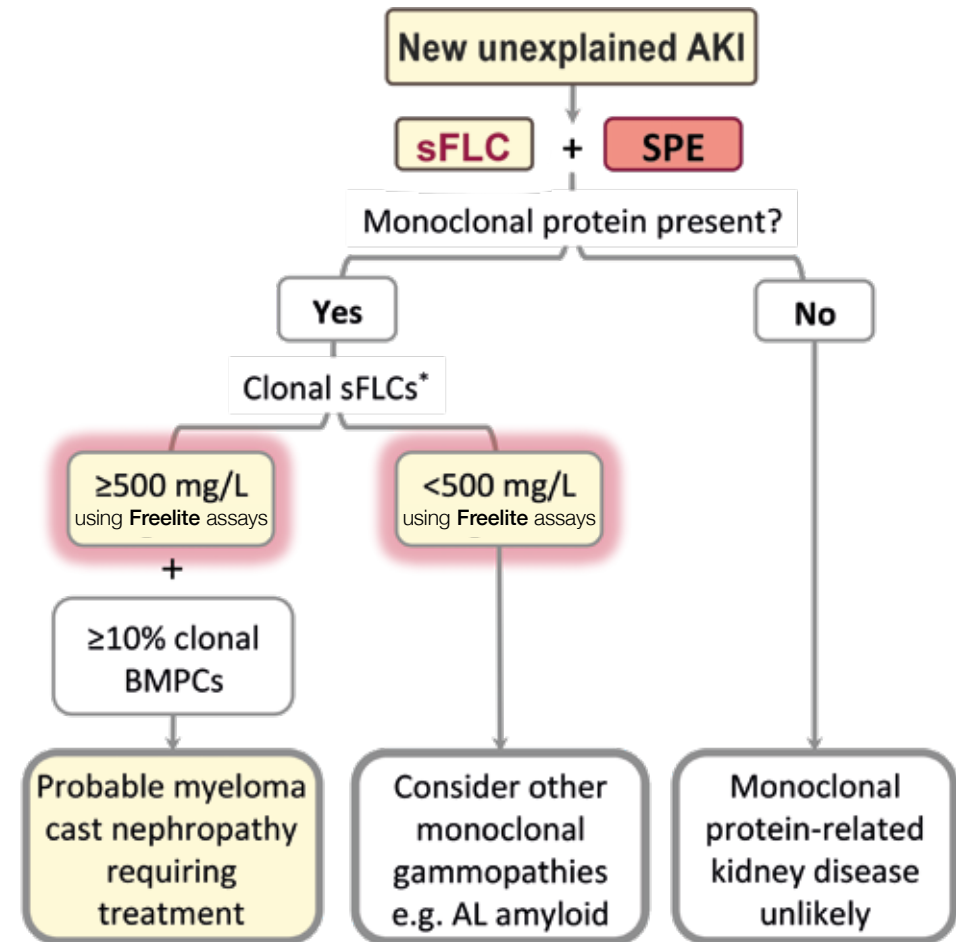 New unexplained AKI
sFLC + SPE
Monoclonal protein present?
Yes
No
Clonal sFLCs*
≥500 mg/L
using Freelite assays
<500 mg/L
using Freelite assays
+
≥10% clonal
BMPCs
Probable myeloma
cast nephropathy
requiring
treatment
Consider other
monoclonal
gammopathies
e.g. AL amyloid
Monoclonal
protein-related
kidney disease
unlikely